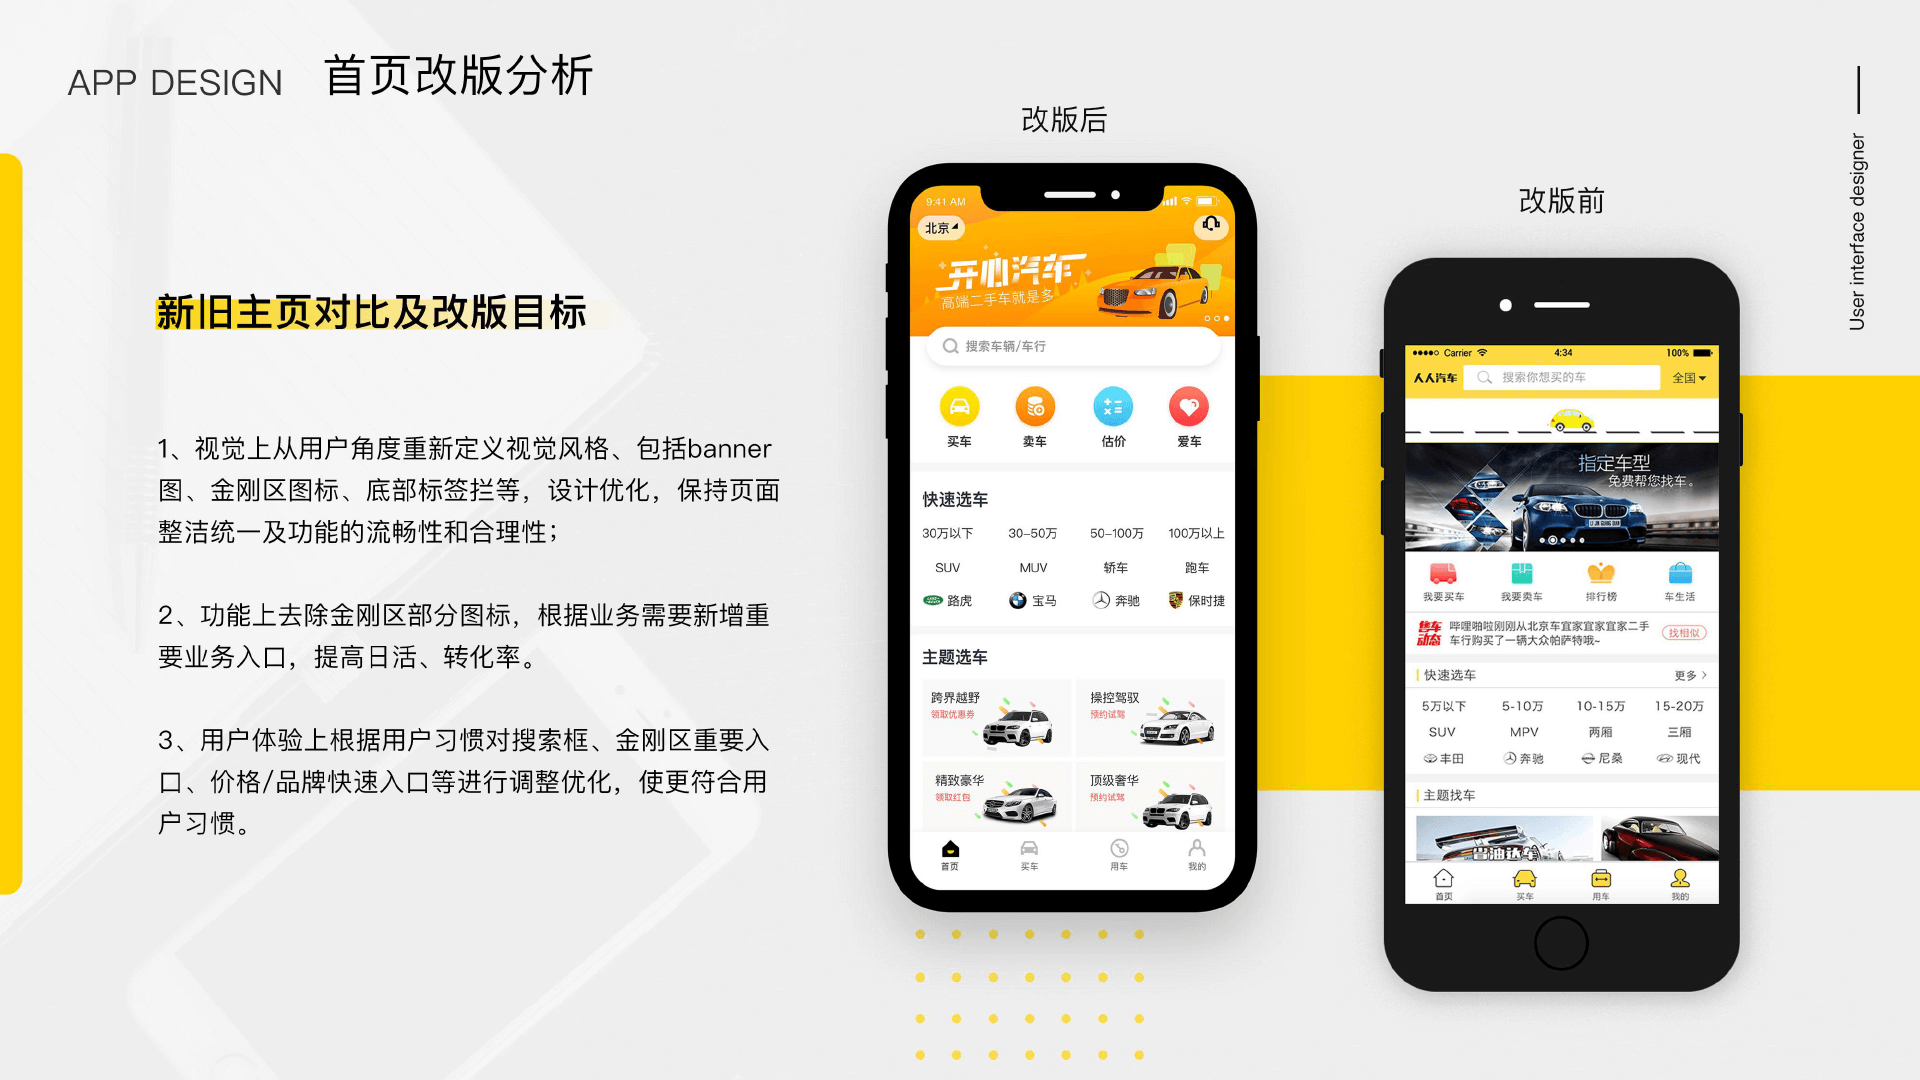 APP DESIGN 首页改版分析
新旧主页对比及改版目标
1、视觉上从用户角度重新定义视觉风格、包括banner
图、金刚区图标、底部标签拦等，设计优化，保持页面
整洁统一及功能的流畅性和合理性；
2、功能上去除金刚区部分图标，根据业务需要新增重
要业务入口，提高日活、转化率。
3、用户体验上根据用户习惯对搜索框、金刚区重要入
口、价格/品牌快速入口等进行调整优化，使更符合用
户习惯。
改版后
9:41 AM
北京
开心汽车
高端二手车就是多
搜索车辆/车行
买车 卖车 估价 爱车
快速选车
30万以下 30-50万 50-100万 100万以上
SUV MUV 轿车 跑车
路虎 宝马 奔驰 保时捷
主题选车
跨界越野 操控驾驭
领取优惠券 预约试驾
精致豪华 顶级奢华
领取红包 预约试驾
首页 买车 用车 我的
改版前
Carrier 4:34 100%
人人汽车 搜索你想买的车 全国
指定车型
免费帮您找车。
我要买车 我要卖车 排行榜 车生活
售车
动态
哔哩啪啦刚刚从北京车宜家宜家宜家二手
车行购买了一辆大众帕萨特哦~
找相似
快速选车 更多
5万以下 5-10万 10-15万 15-20万
SUV MPV 两厢 三厢
丰田 奔驰 尼桑 现代
主题找车
省油达车
首页 买车 用车 我的
User interface designer